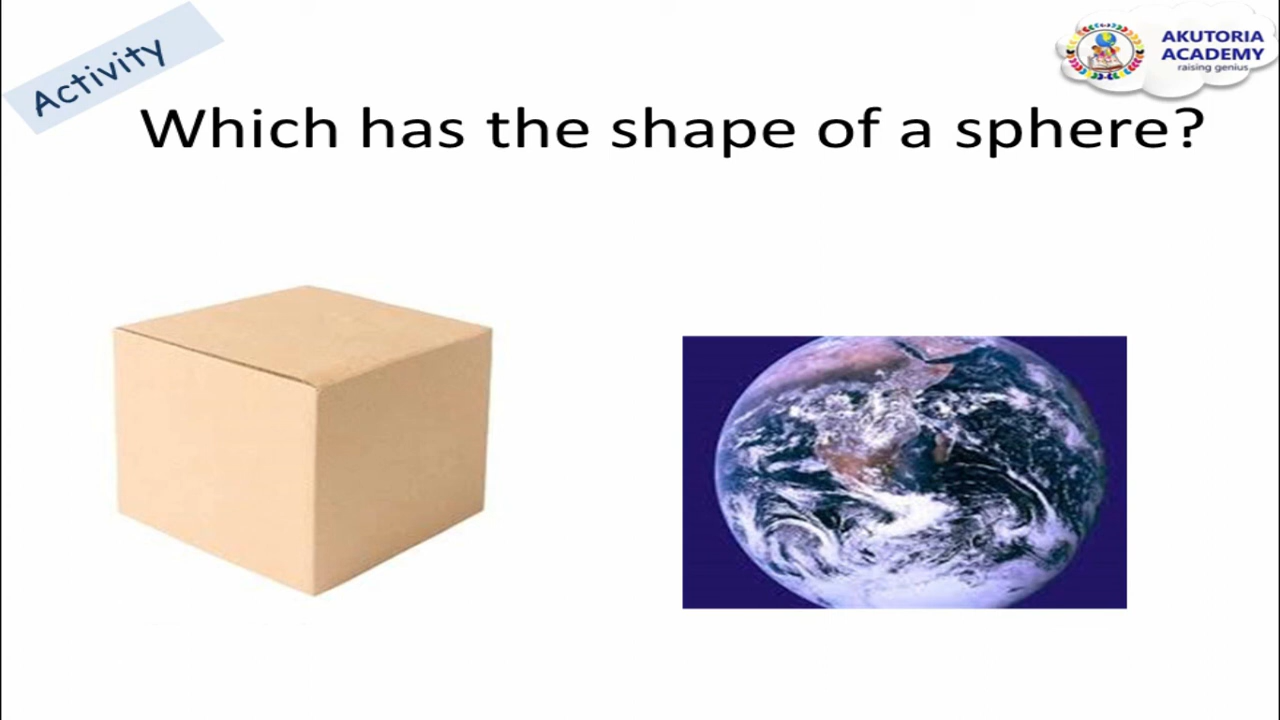 Activity
AKUTORIA
ACADEMY
raising genius
Which has the shape of a sphere?